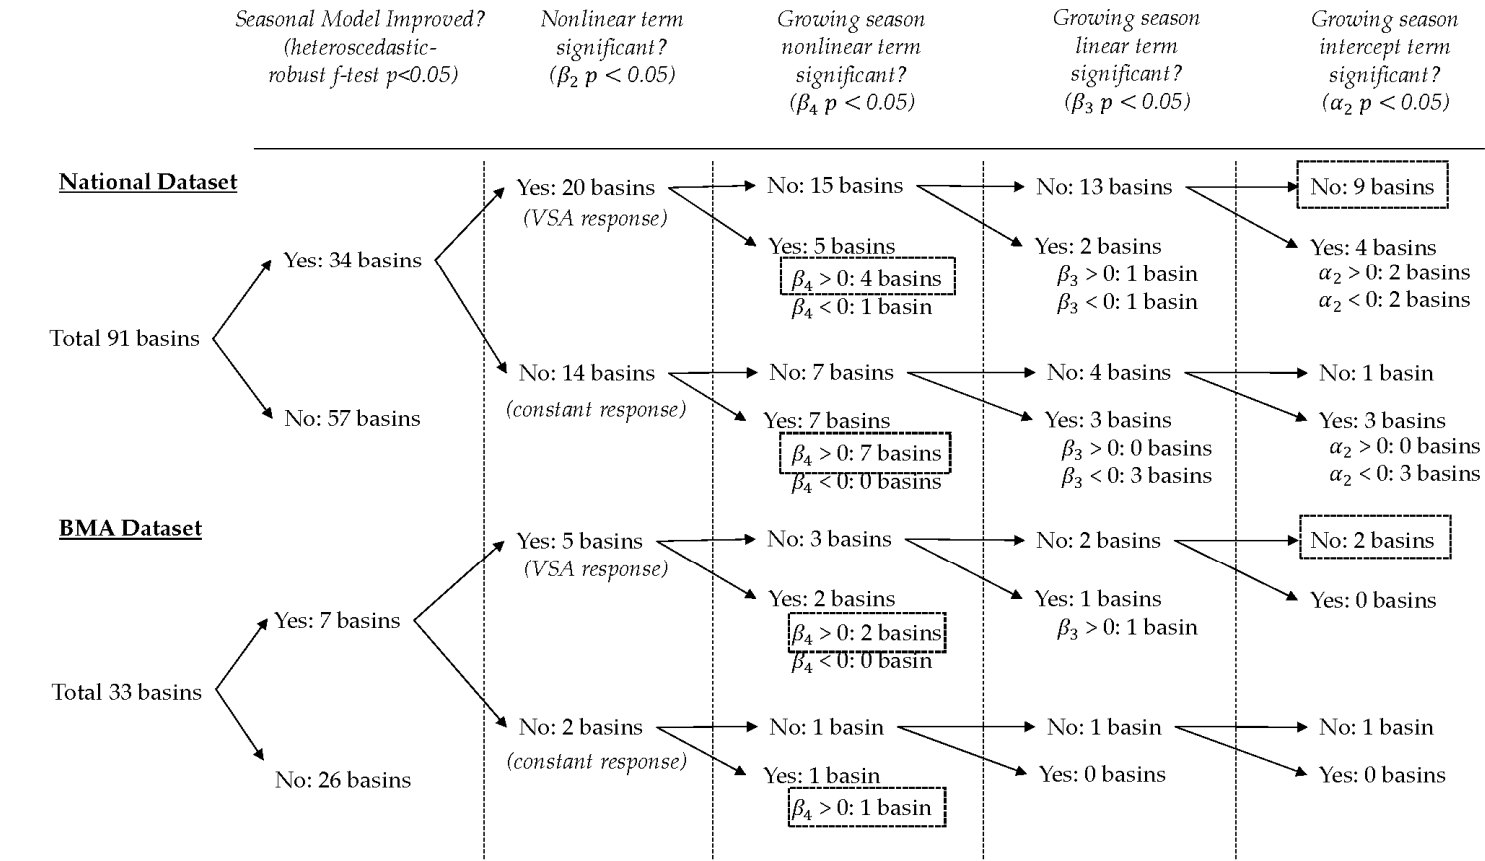 Seasonal Model Improved?
(heteroscedastic-
robust f-test p<0.05)
Nonlinear term
significant?
(β₂ p < 0.05)
Growing season
nonlinear term
significant?
(β₄ p < 0.05)
Growing season
linear term
significant?
(β₃ p < 0.05)
Growing season
intercept term
significant?
(α₂ p < 0.05)
National Dataset
Total 91 basins
Yes: 34 basins
No: 57 basins
Yes: 20 basins
(VSA response)
No: 14 basins
(constant response)
No: 15 basins
Yes: 5 basins
β₄ > 0: 4 basins
β₄ < 0: 1 basin
No: 7 basins
Yes: 7 basins
β₄ > 0: 7 basins
β₄ < 0: 0 basins
No: 13 basins
Yes: 2 basins
β₃ > 0: 1 basin
β₃ < 0: 1 basin
No: 4 basins
Yes: 3 basins
β₃ > 0: 0 basins
β₃ < 0: 3 basins
No: 9 basins
Yes: 4 basins
α₂ > 0: 2 basins
α₂ < 0: 2 basins
No: 1 basin
Yes: 3 basins
α₂ > 0: 0 basins
α₂ < 0: 3 basins
BMA Dataset
Total 33 basins
Yes: 7 basins
No: 26 basins
Yes: 5 basins
(VSA response)
No: 2 basins
(constant response)
No: 3 basins
Yes: 2 basins
β₄ > 0: 2 basins
β₄ < 0: 0 basin
No: 1 basin
Yes: 1 basin
β₄ > 0: 1 basin
No: 2 basins
Yes: 1 basins
β₃ > 0: 1 basin
No: 1 basin
Yes: 0 basins
No: 2 basins
Yes: 0 basins
No: 1 basin
Yes: 0 basins